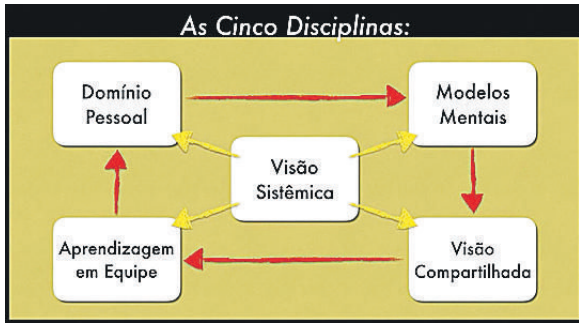 As Cinco Disciplinas:
Domínio
Pessoal
Modelos
Mentais
Visão
Sistêmica
Aprendizagem
em Equipe
Visão
Compartilhada